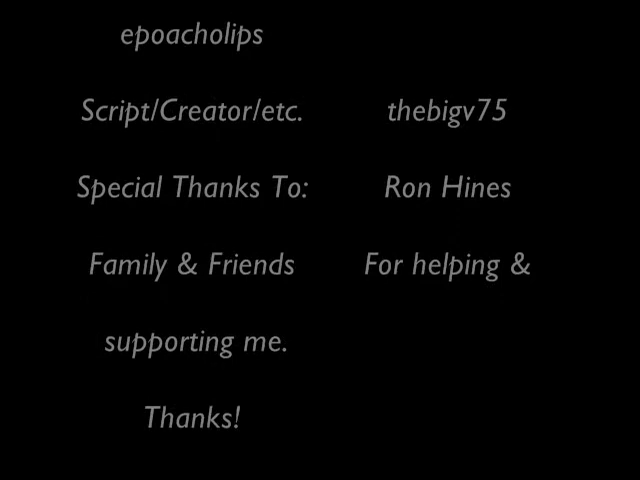 epoacholips
Script/Creator/etc. thebigv75
Special Thanks To: Ron Hines
Family & Friends For helping &
supporting me.
Thanks!